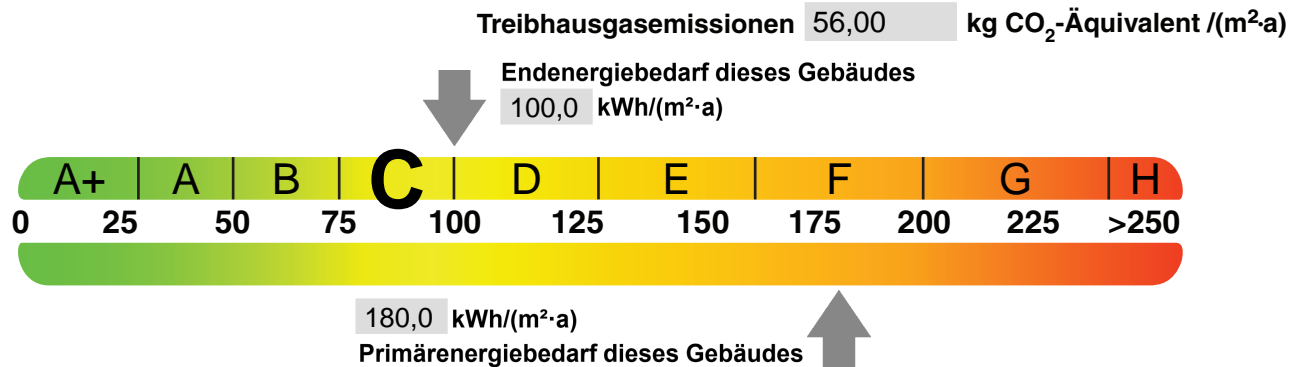 Treibhausgasemissionen 56,00 kg CO₂-Äquivalent /(m²·a)
Endenergiebedarf dieses Gebäudes
100,0 kWh/(m²·a)
A+ A B C D E F G H
0 25 50 75 100 125 150 175 200 225 >250
180,0 kWh/(m²·a)
Primärenergiebedarf dieses Gebäudes